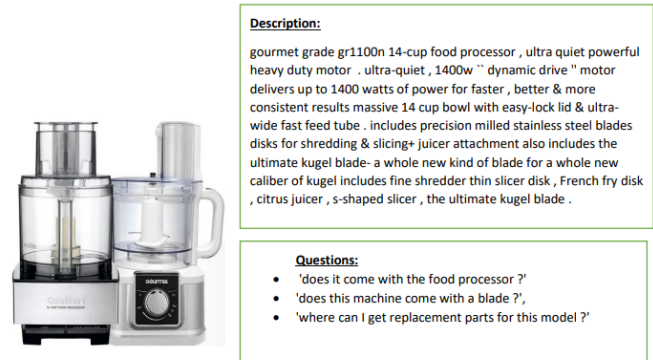 Description:
gourmet grade gr1100n 14-cup food processor , ultra quiet powerful
heavy duty motor . ultra-quiet , 1400w `` dynamic drive '' motor
delivers up to 1400 watts of power for faster , better & more
consistent results massive 14 cup bowl with easy-lock lid & ultra-
wide fast feed tube . includes precision milled stainless steel blades
disks for shredding & slicing+ juicer attachment also includes the
ultimate kugel blade- a whole new kind of blade for a whole new
caliber of kugel includes fine shredder thin slicer disk , French fry disk
, citrus juicer , s-shaped slicer , the ultimate kugel blade .
gourmia
Cuisinart
Questions:
• 'does it come with the food processor ?'
• 'does this machine come with a blade ?',
• 'where can I get replacement parts for this model ?'